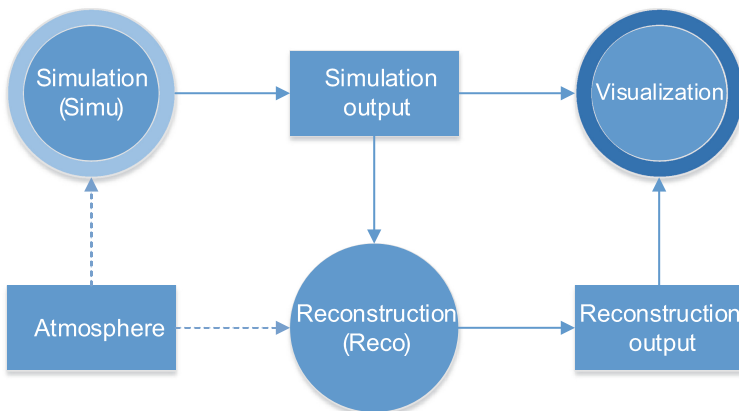 Simulation
(Simu)
Simulation
output
Visualization
Atmosphere
Reconstruction
(Reco)
Reconstruction
output